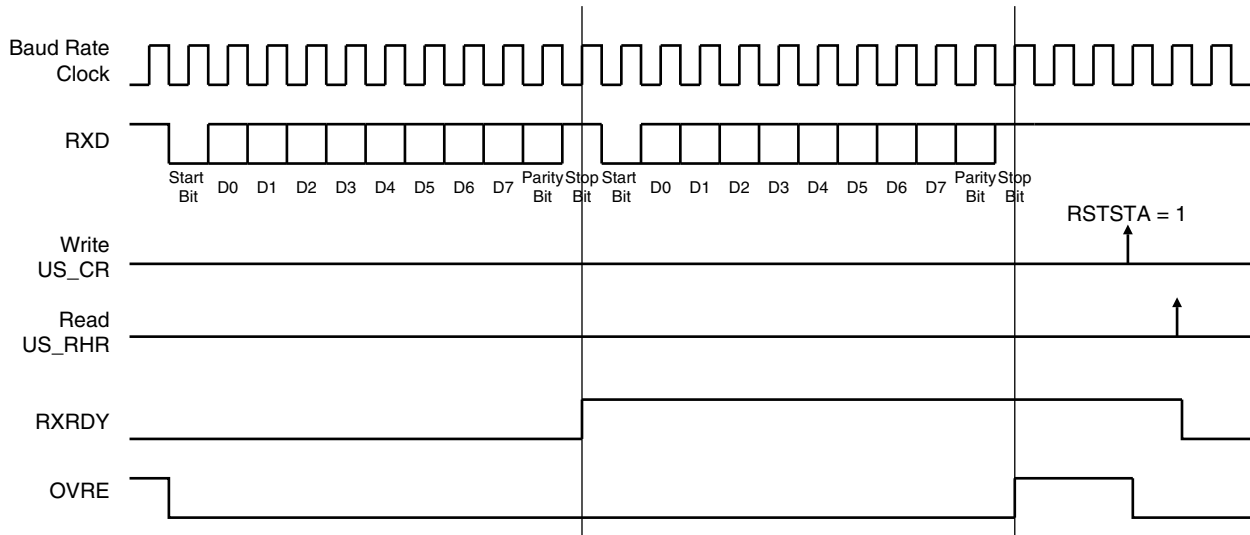 Baud Rate
Clock
RXD
Start
Bit
D0
D1
D2
D3
D4
D5
D6
D7
Parity
Bit
Stop
Bit
Start
Bit
D0
D1
D2
D3
D4
D5
D6
D7
Parity
Bit
Stop
Bit
RSTSTA = 1
Write
US_CR
Read
US_RHR
RXRDY
OVRE